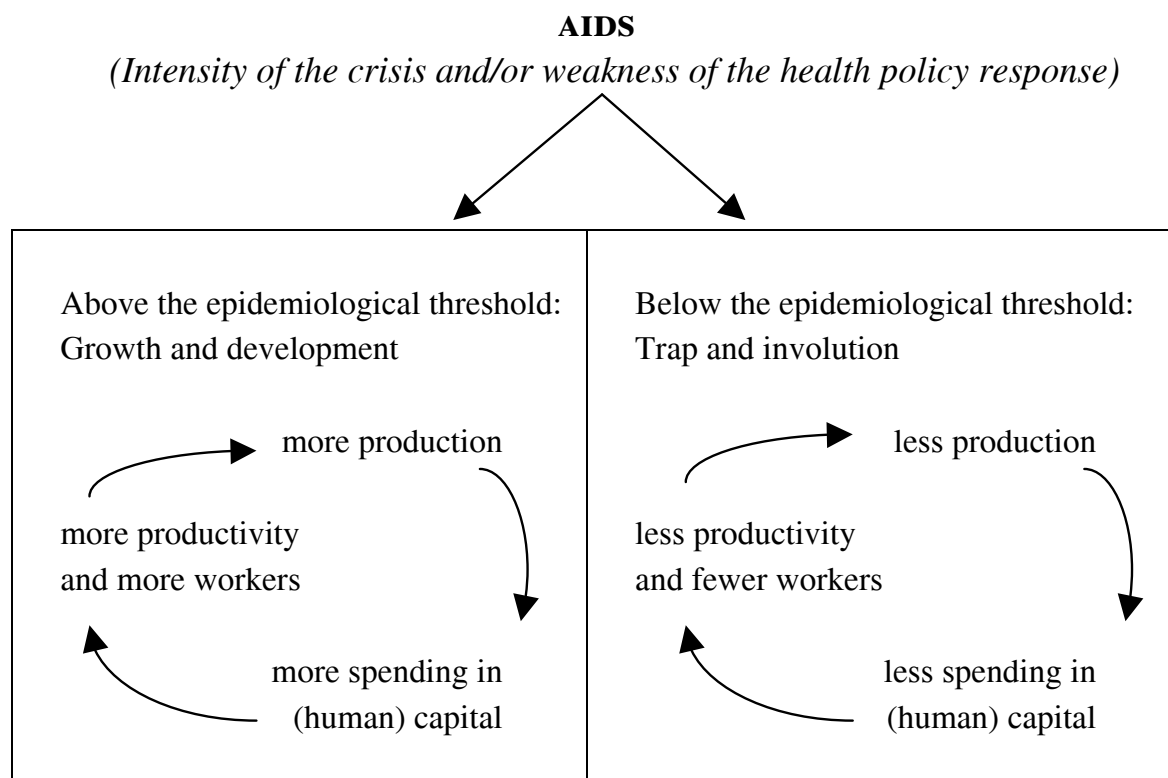 AIDS
(Intensity of the crisis and/or weakness of the health policy response)
Above the epidemiological threshold:
Growth and development
more production
more productivity
and more workers
more spending in
(human) capital
Below the epidemiological threshold:
Trap and involution
less production
less productivity
and fewer workers
less spending in
(human) capital